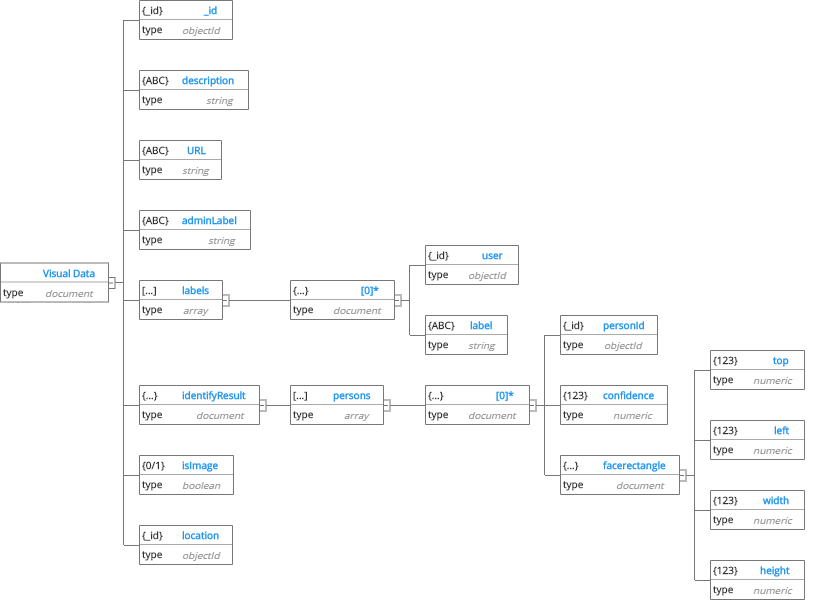 {_id} _id
type objectId
{ABC} description
type string
{ABC} URL
type string
{ABC} adminLabel
type string
Visual Data
type document
[...] labels
type array
{...} [0]*
type document
{_id} user
type objectId
{ABC} label
type string
{...} identifyResult
type document
[...] persons
type array
{...} [0]*
type document
{_id} personId
type objectId
{123} confidence
type numeric
{...} facerectangle
type document
{123} top
type numeric
{123} left
type numeric
{123} width
type numeric
{123} height
type numeric
{0/1} isImage
type boolean
{_id} location
type objectId